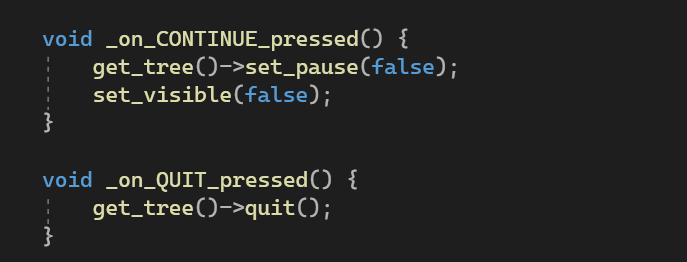 void _on_CONTINUE_pressed() {
    get_tree()->set_pause(false);
    set_visible(false);
}

void _on_QUIT_pressed() {
    get_tree()->quit();
}